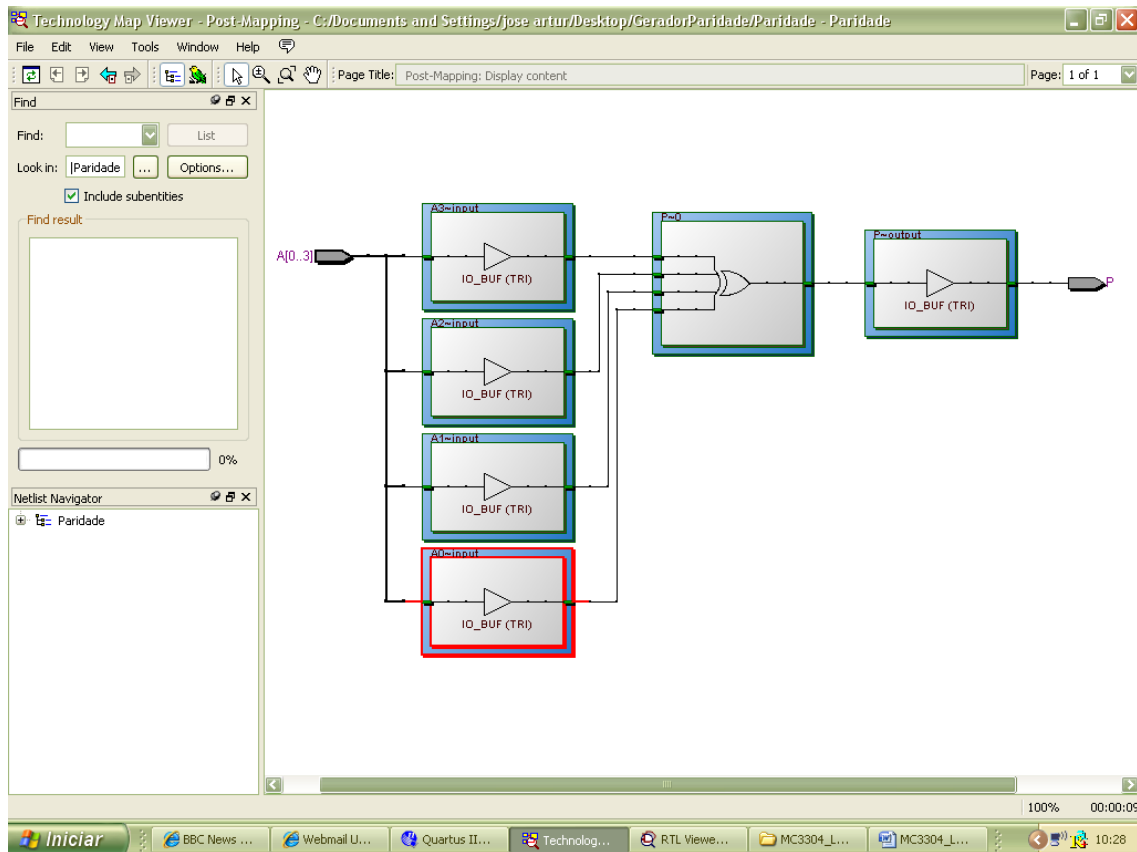 Technology Map Viewer - Post-Mapping - C:/Documents and Settings/jose artur/Desktop/GeradorParidade/Paridade - Paridade
File Edit View Tools Window Help
Page Title: Post-Mapping: Display content Page: 1 of 1
Find
Find: List
Look in: |Paridade ... Options...
Include subentities
Find result
0%
Netlist Navigator
Paridade
A[0..3]
A3~input
IO_BUF (TRI)
A2~input
IO_BUF (TRI)
A1~input
IO_BUF (TRI)
A0~input
IO_BUF (TRI)
P~0
P~output
IO_BUF (TRI)
P
100% 00:00:09
Iniciar BBC News ... Webmail U... Quartus II... Technolog... RTL Viewe... MC3304_L... MC3304_L... 10:28